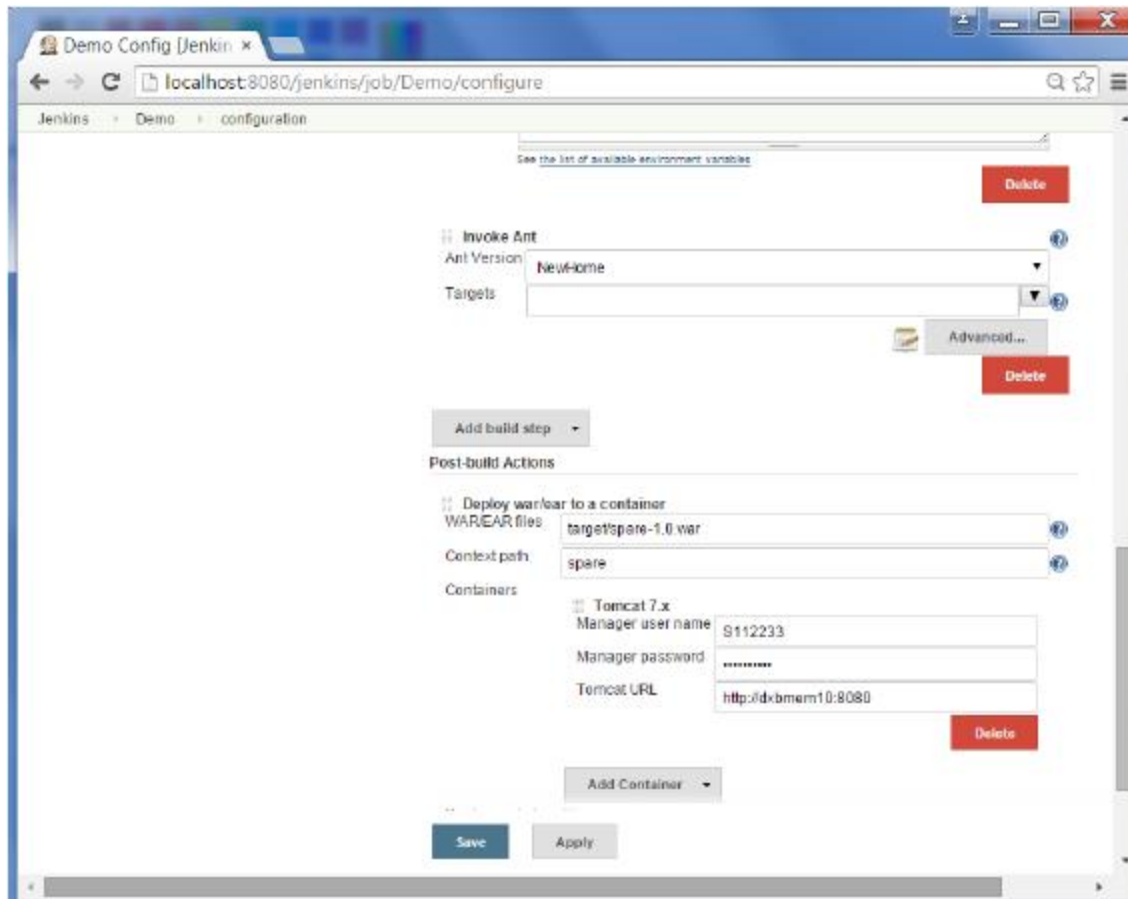 Demo Config [Jenkin
localhost:8080/jenkins/job/Demo/configure
Jenkins Demo configuration
See the list of available environment variables
Delete
Invoke Ant
Ant Version NewHome
Targets
Advanced...
Delete
Add build step
Post-build Actions
Deploy war/ear to a container
WAR/EAR files target/spare-1.0.war
Context path spare
Containers
Tomcat 7.x
Manager user name S112233
Manager password ••••••••••
Tomcat URL http://dxbmem10:8080
Delete
Add Container
Save Apply